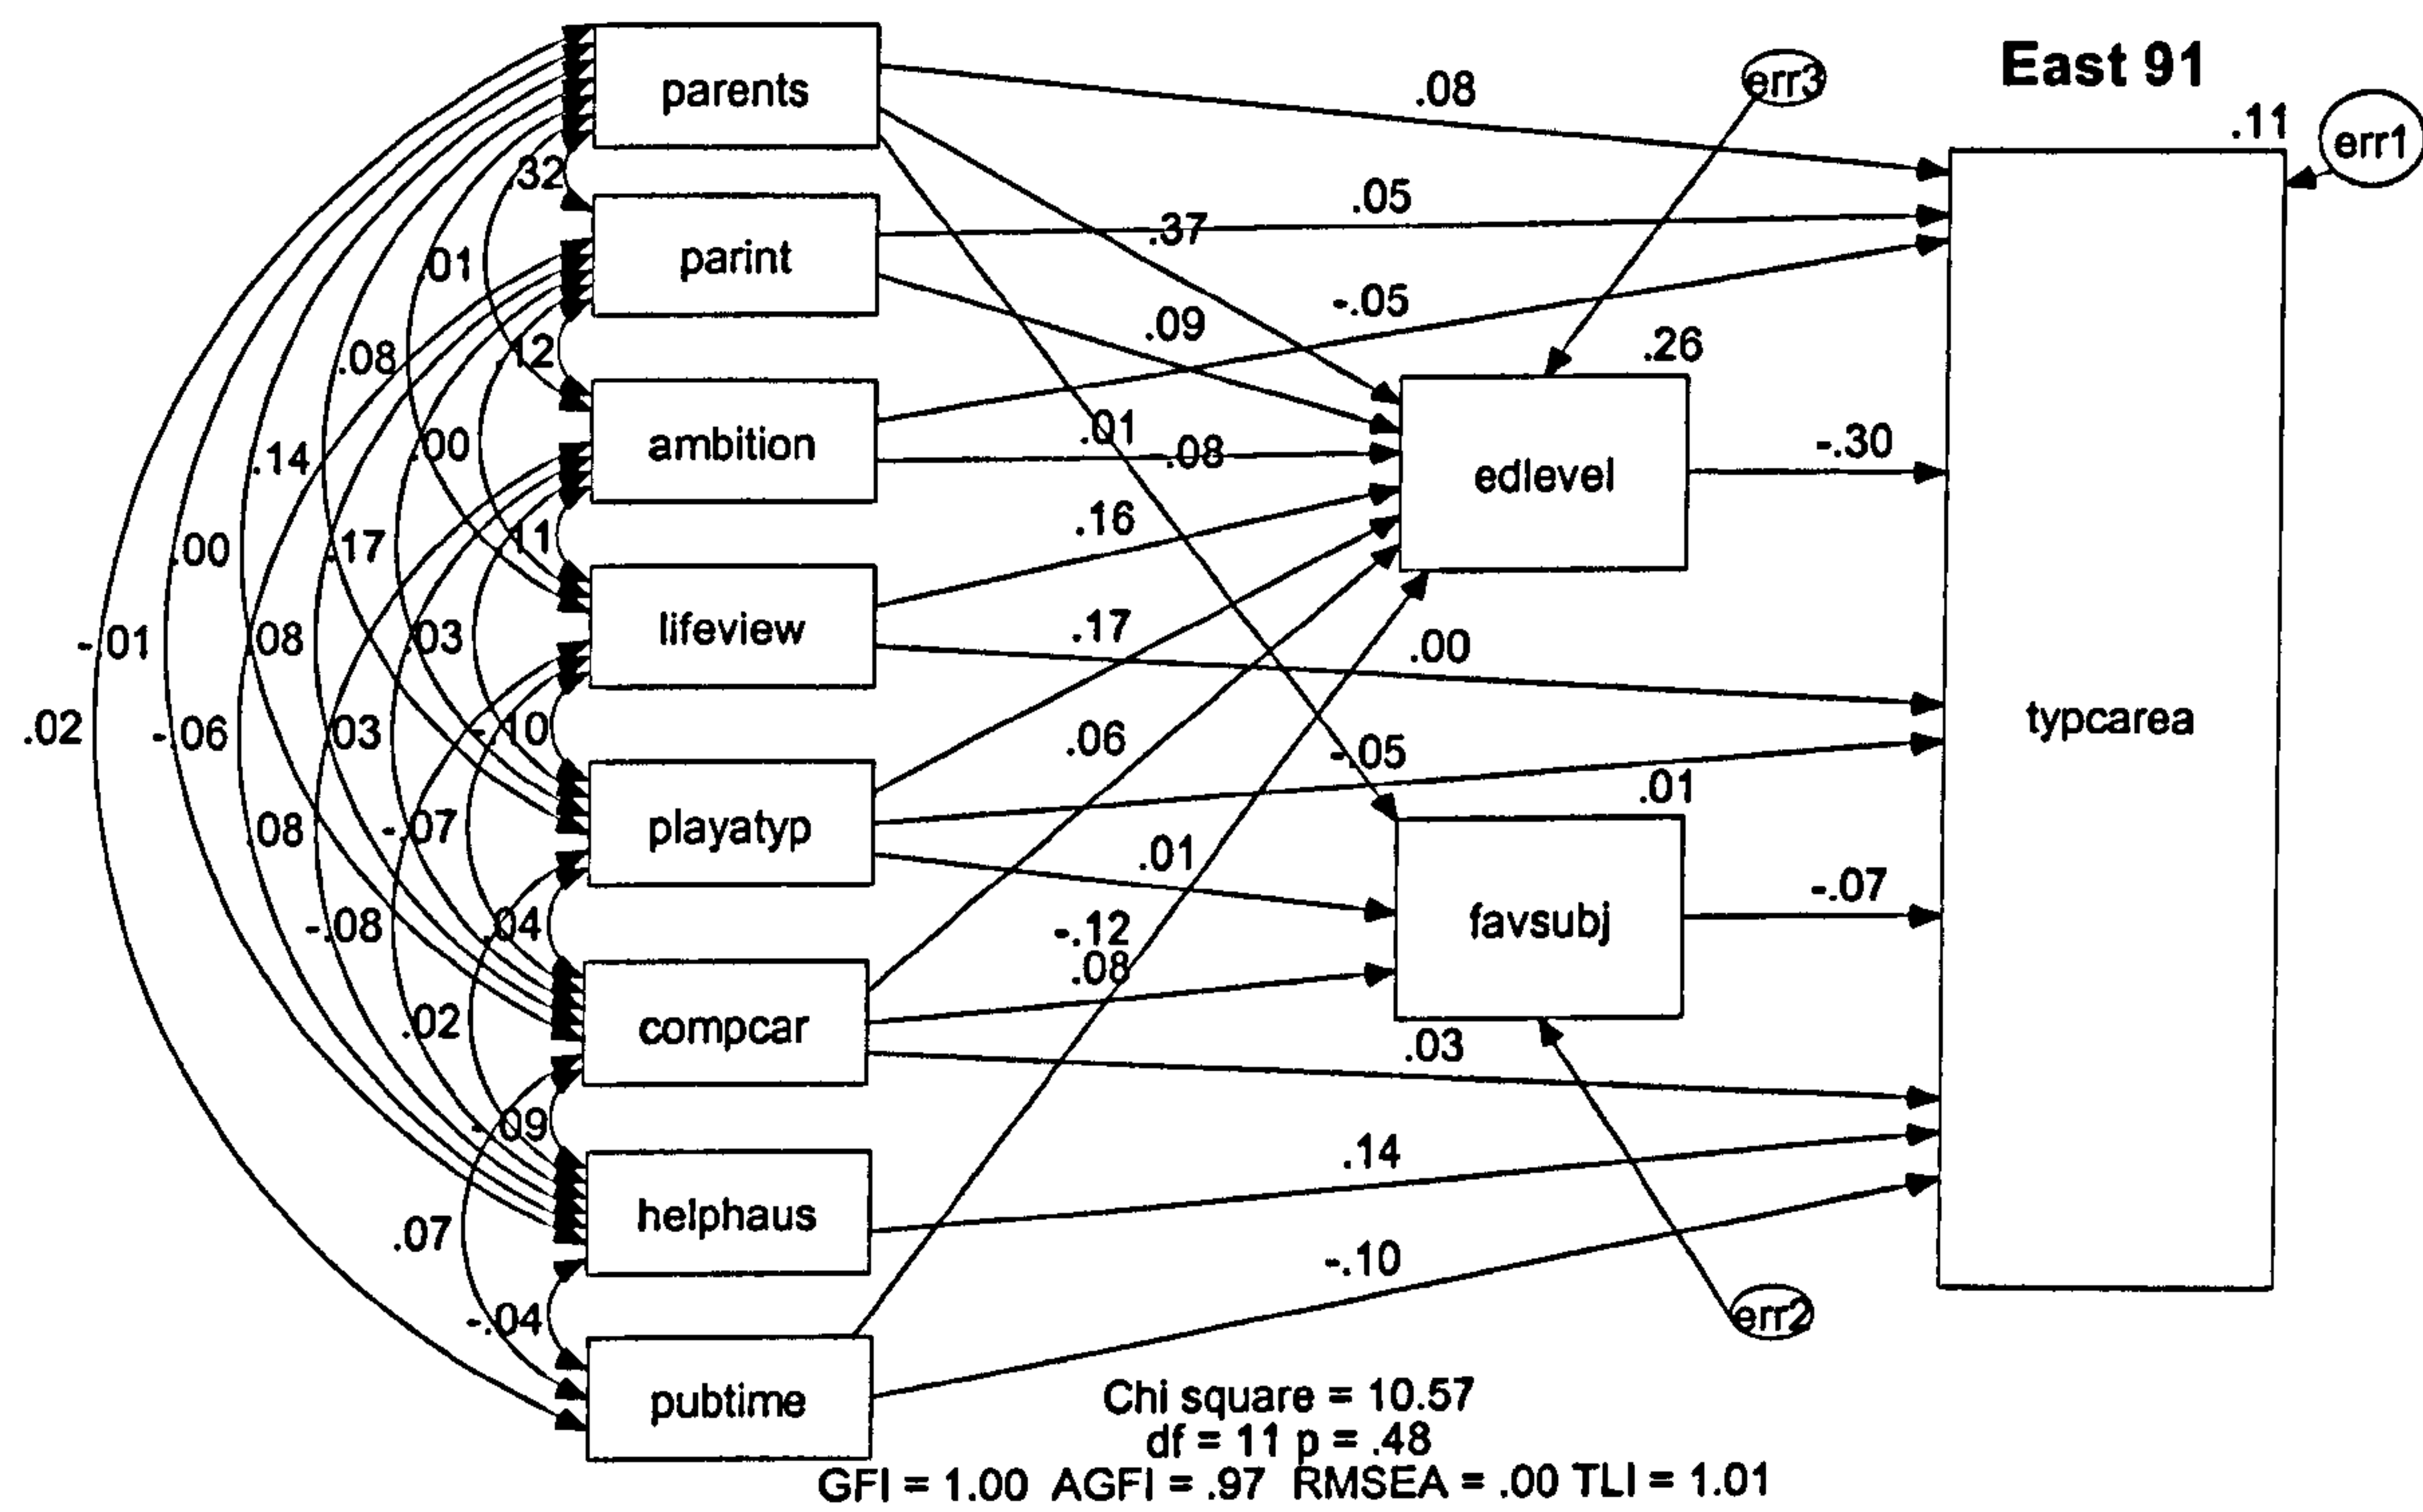 East 91
err3
.11
err1
parents
.08
.32
.05
.37
parint
.01
-.05
.09
.26
.12
.08
ambition
.01
.08
-.30
.00
.14
edlevel
.16
.11
.17
.00
lifeview
.17
.00
-.01
.08
.03
.02
-.06
.03
-.10
.06
-.05
typcarea
.01
playatyp
.08
-.07
.01
-.07
favsubj
-.08
.04
-.12
.08
compcar
.02
.03
-.09
.14
helphaus
.07
-.10
-.04
err2
pubtime
Chi square = 10.57
df = 11 p = .48
GFI = 1.00 AGFI = .97 RMSEA = .00 TLI = 1.01